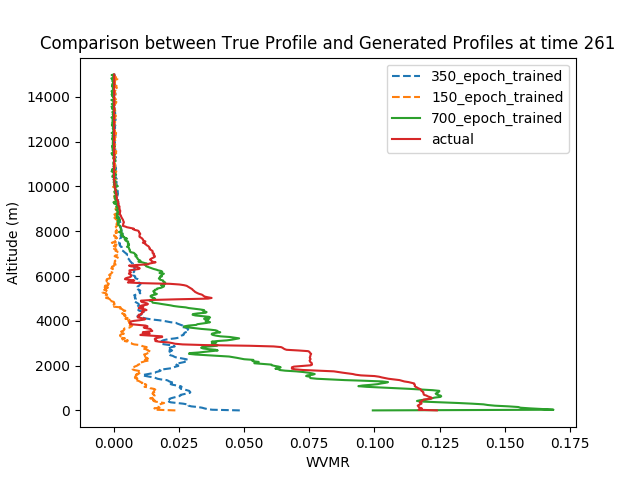 Comparison between True Profile and Generated Profiles at time 261
350_epoch_trained
150_epoch_trained
700_epoch_trained
actual
Altitude (m)
14000
12000
10000
8000
6000
4000
2000
0
0.000 0.025 0.050 0.075 0.100 0.125 0.150 0.175
WVMR